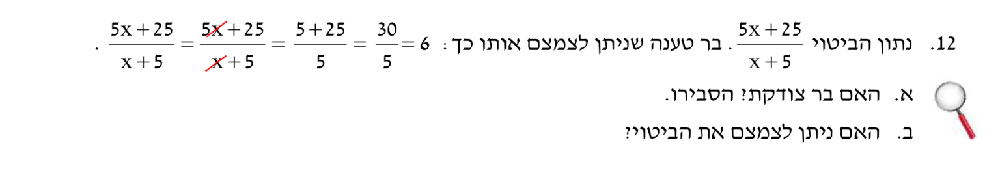 12. נתון הביטוי \frac{5x+25}{x+5}. בר טענה שניתן לצמצם אותו כך: \frac{5x+25}{x+5} = \frac{5\cancel{x}+25}{\cancel{x}+5} = \frac{5+25}{5} = \frac{30}{5} = 6 .
א. האם בר צודקת? הסבירו.
ב. האם ניתן לצמצם את הביטוי?